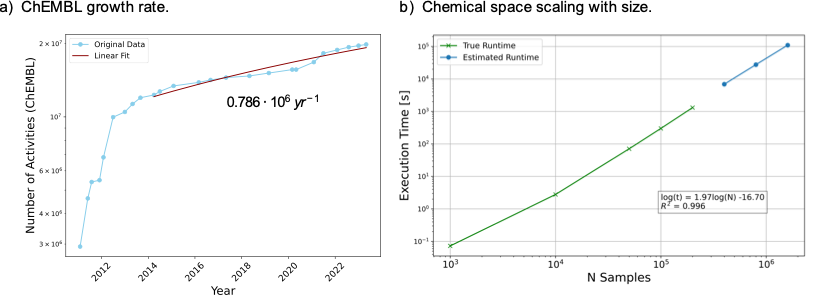 a) ChEMBL growth rate.
Number of Activities (ChEMBL)
2 × 10⁷
10⁷
6 × 10⁶
4 × 10⁶
3 × 10⁶
Original Data
Linear Fit
0.786 · 10⁶ yr⁻¹
2012 2014 2016 2018 2020 2022
Year
b) Chemical space scaling with size.
Execution Time [s]
10⁵
10⁴
10³
10²
10¹
10⁰
10⁻¹
True Runtime
Estimated Runtime
log(t) = 1.97log(N) -16.70
R² = 0.996
10³ 10⁴ 10⁵ 10⁶
N Samples